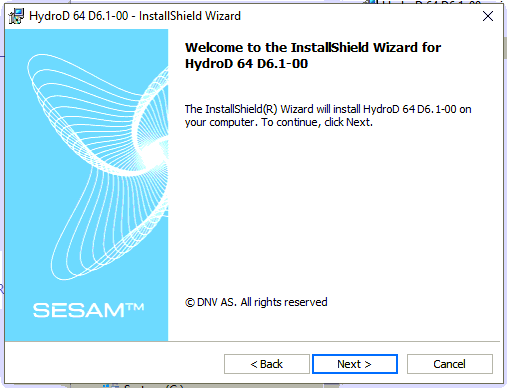 HydroD 64 D6.1-00 - InstallShield Wizard
Welcome to the InstallShield Wizard for
HydroD 64 D6.1-00
The InstallShield(R) Wizard will install HydroD 64 D6.1-00 on
your computer. To continue, click Next.
SESAM™
© DNV AS. All rights reserved
< Back
Next >
Cancel